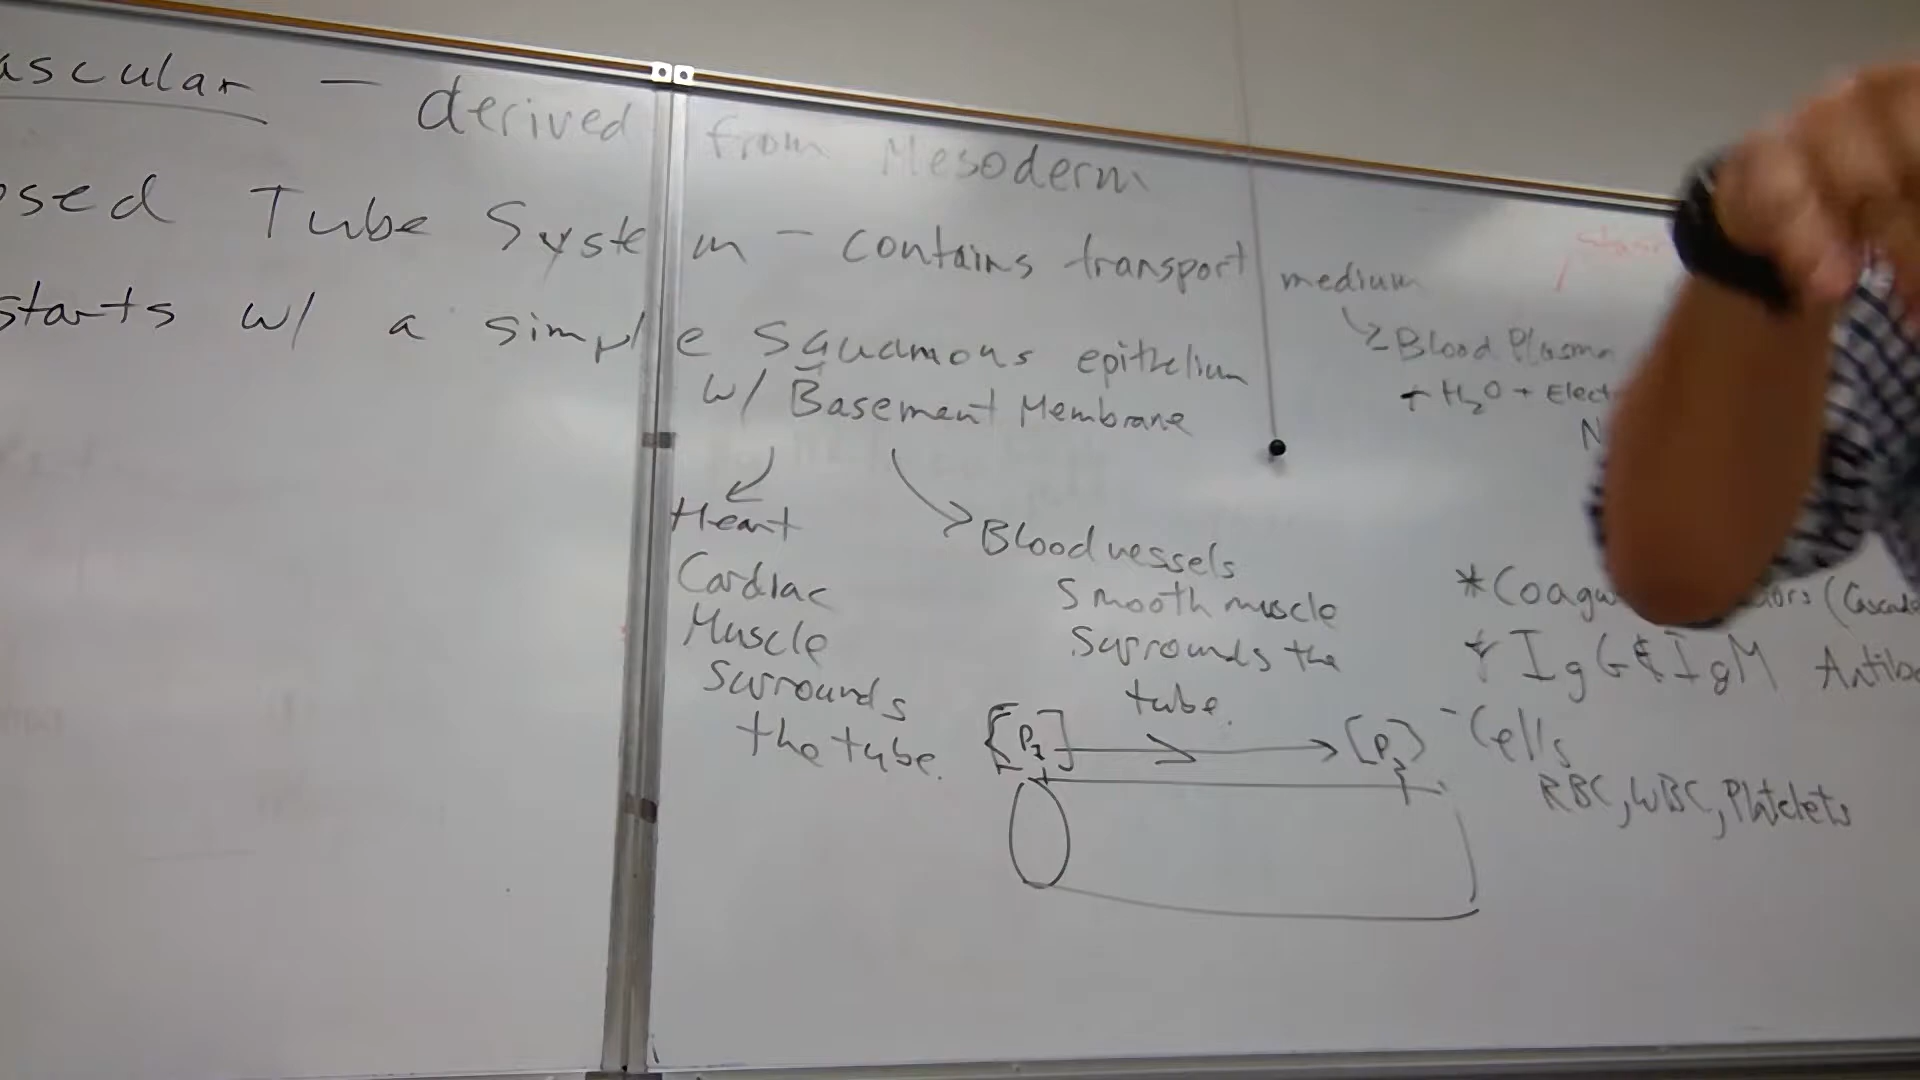 ascular - derived from Mesoderm
osed Tube System - contains transport medium
→ Blood Plasma
+ H₂O + Elect
N
starts w/ a simple squamous epithelium
w/ Basement Membrane
Heart
Cardiac
Muscle
Surrounds
the tube.
Blood vessels
Smooth muscle
Surrounds the
tube.
[P₁] → [P₂]
*Coagu ors (Cascade
* IgG & IgM Antibo
- Cells
RBC, WBC, Platelets